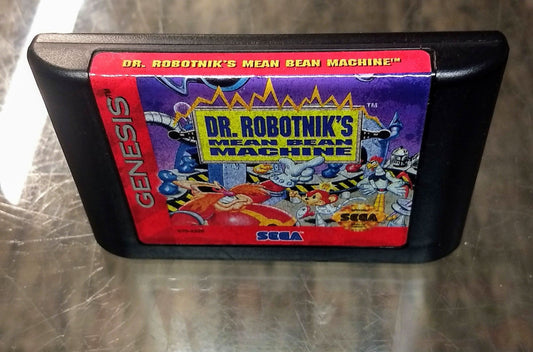 DR. ROBOTNIK'S MEAN BEAN MACHINE™
GENESIS
™
DR. ROBOTNIK'S
MEAN BEAN
MACHINE
SEGA
SEGA